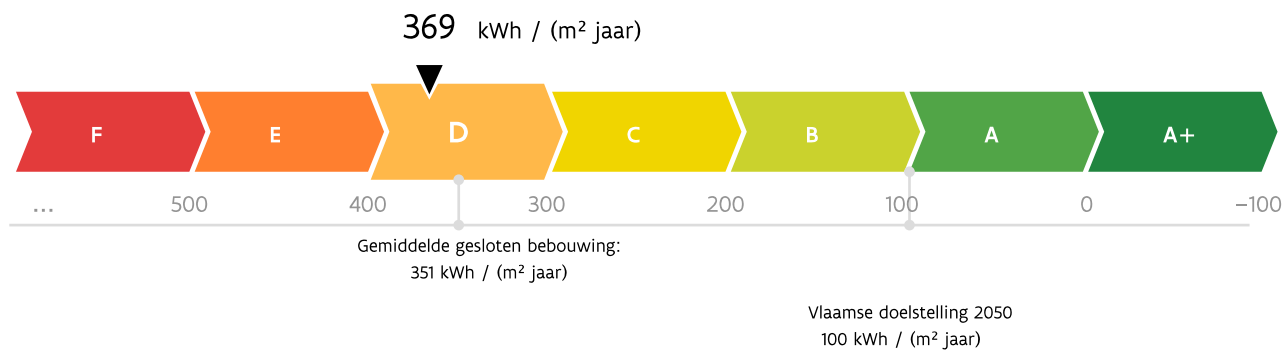 369 kWh / (m² jaar)
F E D C B A A+
... 500 400 300 200 100 0 –100
Gemiddelde gesloten bebouwing:
351 kWh / (m² jaar)
Vlaamse doelstelling 2050
100 kWh / (m² jaar)